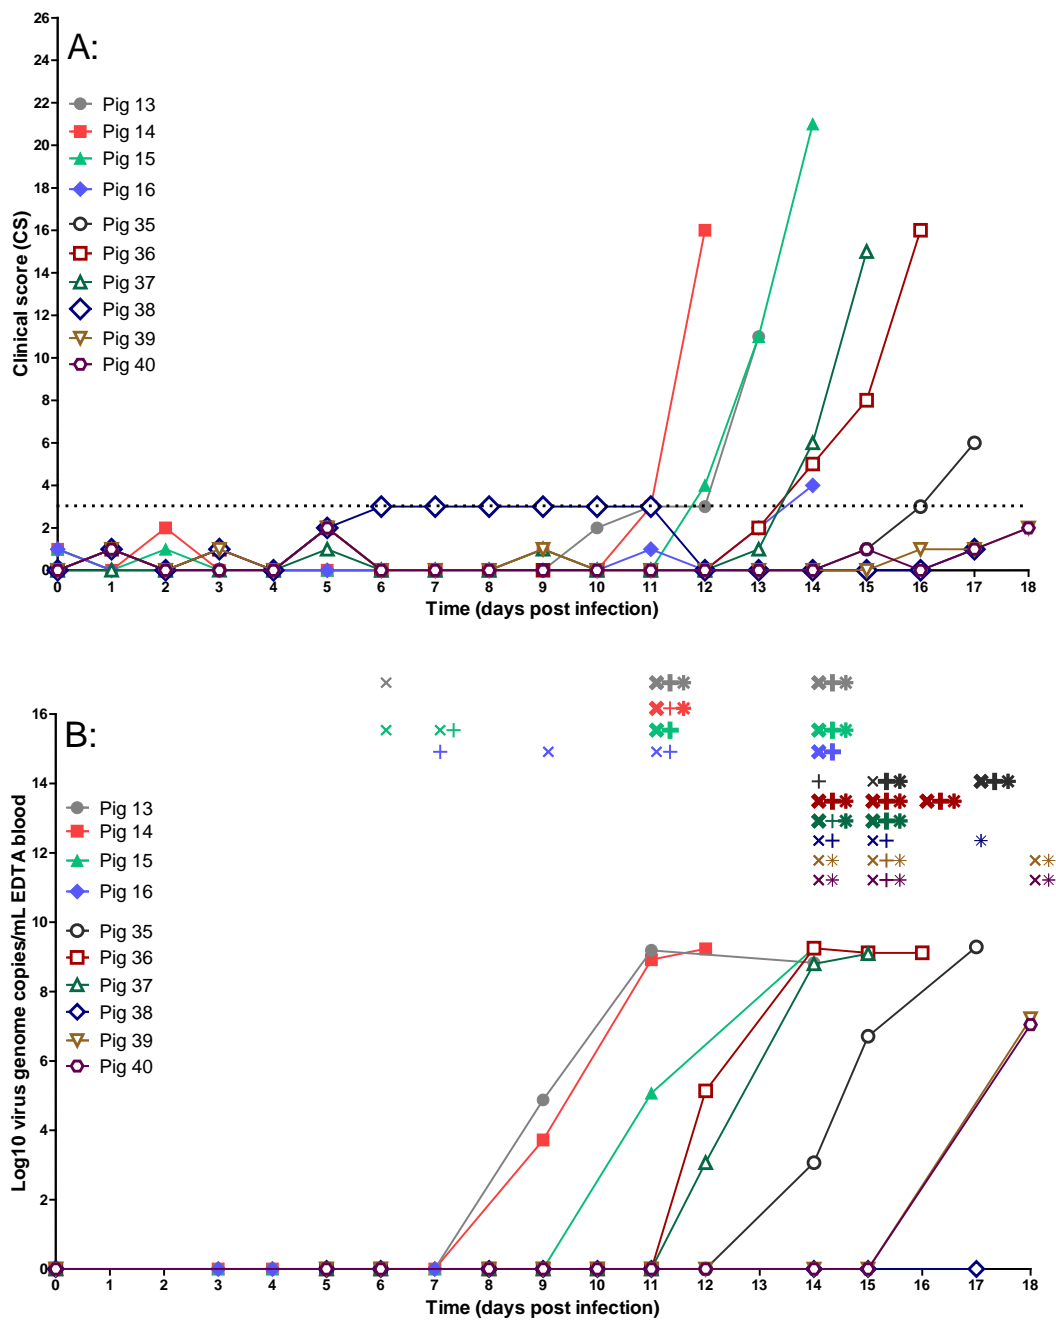 A:
26
24
22
20
18
16
14
12
10
8
6
4
2
0
Clinical score (CS)
Pig 13
Pig 14
Pig 15
Pig 16
Pig 35
Pig 36
Pig 37
Pig 38
Pig 39
Pig 40
0 1 2 3 4 5 6 7 8 9 10 11 12 13 14 15 16 17 18
Time (days post infection)
B:
16
14
12
10
8
6
4
2
0
Log10 virus genome copies/mL EDTA blood
Pig 13
Pig 14
Pig 15
Pig 16
Pig 35
Pig 36
Pig 37
Pig 38
Pig 39
Pig 40
0 1 2 3 4 5 6 7 8 9 10 11 12 13 14 15 16 17 18
Time (days post infection)